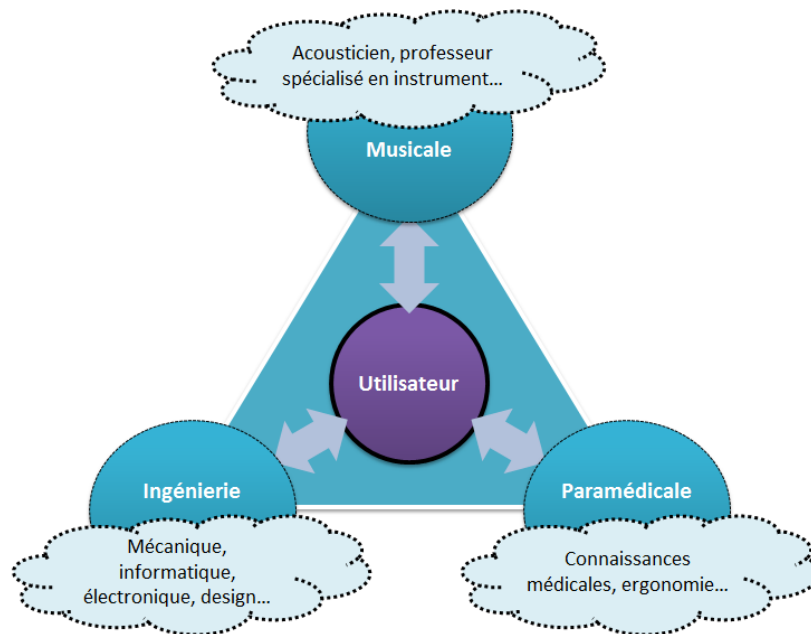 Acousticien, professeur
spécialisé en instrument…
Musicale
Utilisateur
Ingénierie
Paramédicale
Mécanique,
informatique,
électronique, design…
Connaissances
médicales, ergonomie…